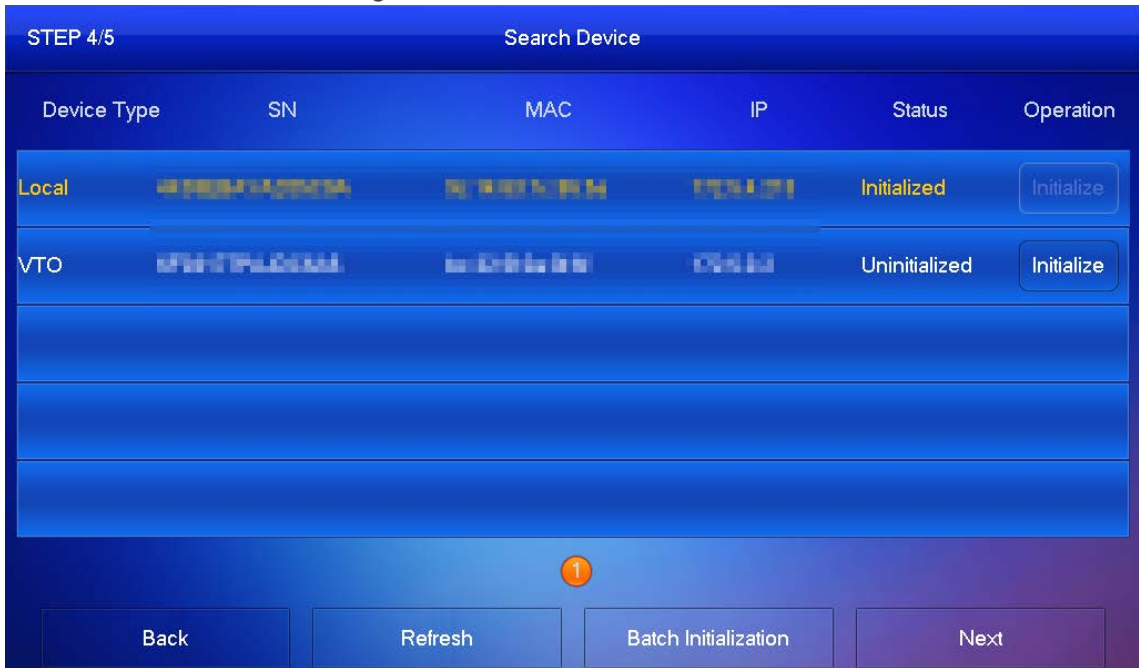 STEP 4/5 Search Device
Device Type SN MAC IP Status Operation
Local Initialized Initialize
VTO Uninitialized Initialize
1
Back Refresh Batch Initialization Next